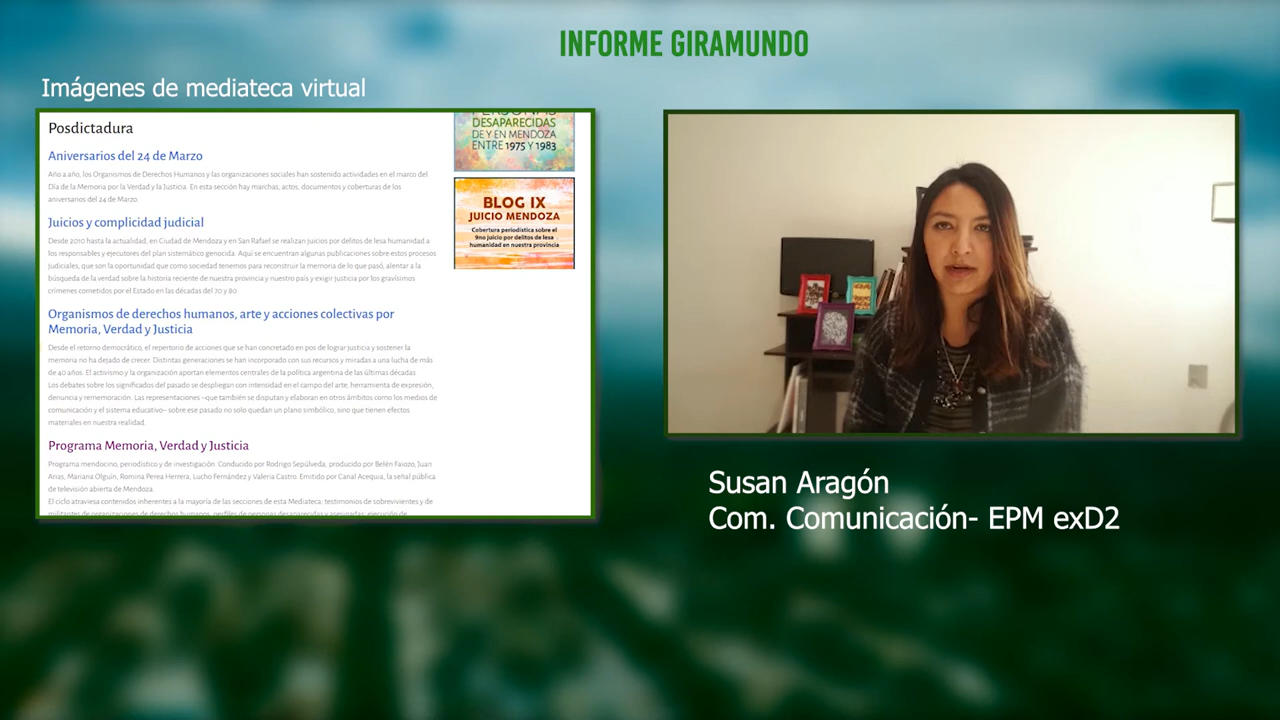 INFORME GIRAMUNDO
Imágenes de mediateca virtual
Posdictadura
Aniversarios del 24 de Marzo
Año a año, los Organismos de Derechos Humanos y las organizaciones sociales han sostenido actividades en el marco del
Día de la Memoria por la Verdad y la Justicia. En esta sección hay marchas, actos, documentos y coberturas de los
aniversarios del 24 de Marzo.
Juicios y complicidad judicial
Desde 2010 hasta la actualidad, en Ciudad de Mendoza y en San Rafael se realizan juicios por delitos de lesa humanidad a
los responsables y ejecutores del plan sistemático genocida. Aquí se encuentran algunas publicaciones sobre estos procesos
judiciales, que son la oportunidad que como sociedad tenemos para reconstruir la memoria de lo que pasó, alentar a la
búsqueda de la verdad sobre la historia reciente de nuestra provincia y nuestro país y exigir justicia por los gravísimos
crímenes cometidos por el Estado en las décadas del 70 y 80
Organismos de derechos humanos, arte y acciones colectivas por
Memoria, Verdad y Justicia
Desde el retorno democrático, el repertorio de acciones que se han concretado en pos de lograr justicia y sostener la
memoria no ha dejado de crecer. Distintas generaciones se han incorporado con sus recursos y miradas a una lucha de más
de 40 años. El activismo y la organización aportan elementos centrales de la política argentina de las últimas décadas
Los debates sobre los significados del pasado se despliegan con intensidad en el campo del arte, herramienta de expresión,
denuncia y rememoración. Las representaciones –que también se disputan y elaboran en otros ámbitos como los medios de
comunicación y el sistema educativo– sobre ese pasado no solo quedan un plano simbólico, sino que tienen efectos
materiales en nuestra realidad.
Programa Memoria, Verdad y Justicia
Programa mendocino, periodístico y de investigación. Conducido por Rodrigo Sepúlveda, producido por Belén Faiozo, Juan
Arias, Mariana Olguín, Romina Perea Herrera, Lucho Fernández y Valeria Castro. Emitido por Canal Acequia, la señal pública
de televisión abierta de Mendoza.
El ciclo atraviesa contenidos inherentes a la mayoría de las secciones de esta Mediateca: testimonios de sobrevivientes y de
militantes de organizaciones de derechos humanos, perfiles de personas desaparecidas y asesinadas, ejecución de
PERSONAS
DESAPARECIDAS
DE Y EN MENDOZA
ENTRE 1975 Y 1983
BLOG IX
JUICIO MENDOZA
Cobertura periodística sobre el
9no juicio por delitos de lesa
humanidad en nuestra provincia
Susan Aragón
Com. Comunicación- EPM exD2